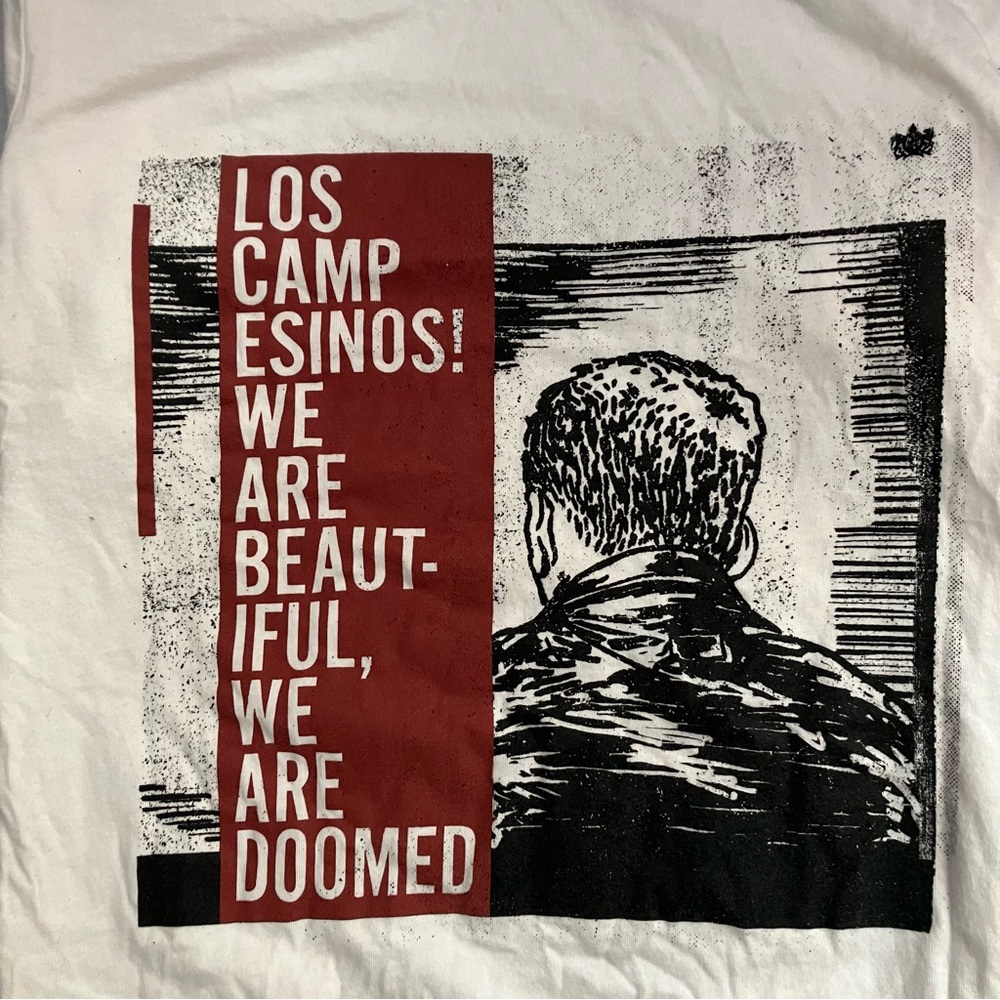 LOS
CAMP
ESINOS!
WE
ARE
BEAUT-
IFUL,
WE
ARE
DOOMED